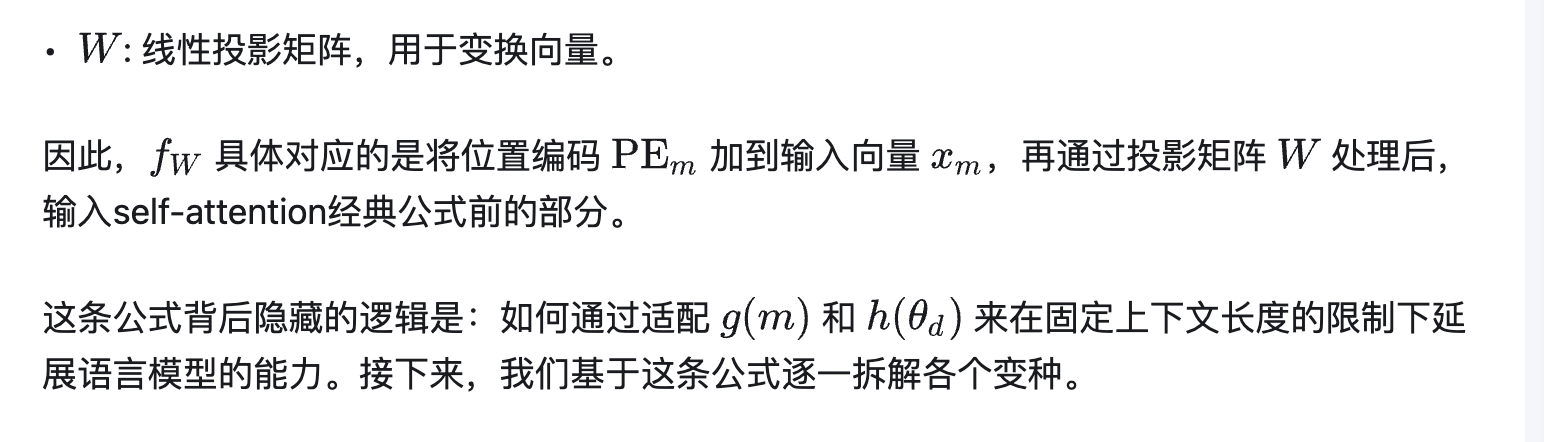 • W: 线性投影矩阵，用于变换向量。
因此，f_W 具体对应的是将位置编码 PE_m 加到输入向量 x_m，再通过投影矩阵 W 处理后，
输入self-attention经典公式前的部分。
这条公式背后隐藏的逻辑是：如何通过适配 g(m) 和 h(θ_d) 来在固定上下文长度的限制下延
展语言模型的能力。接下来，我们基于这条公式逐一拆解各个变种。